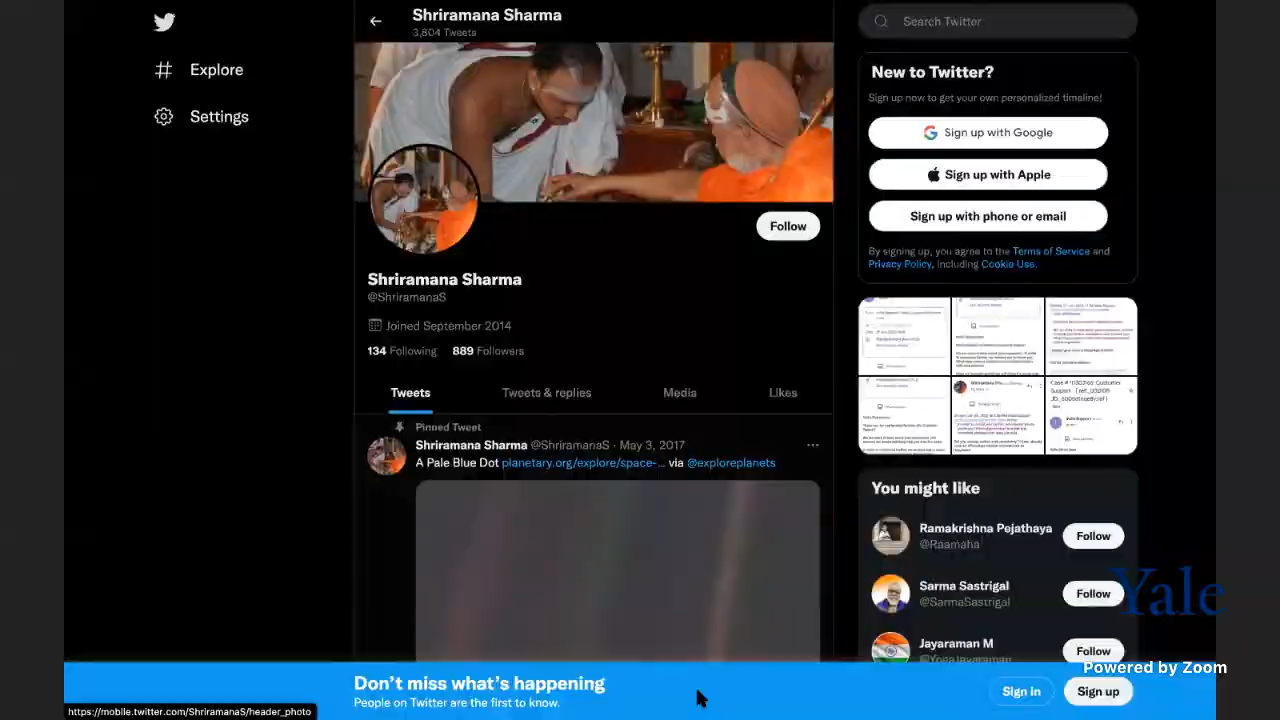 Shriramana Sharma
3,804 Tweets
Search Twitter
Explore
Settings
New to Twitter?
Sign up now to get your own personalized timeline!
Sign up with Google
Sign up with Apple
Sign up with phone or email
By signing up, you agree to the Terms of Service and
Privacy Policy, including Cookie Use.
Follow
Shriramana Sharma
@ShriramanaS
Joined September 2014
134 Following 889 Followers
Tweets Tweets & replies Media Likes
Pinned Tweet
Shriramana Sharma @ShriramanaS · May 3, 2017
A Pale Blue Dot planetary.org/explore/space-... via @exploreplanets
You might like
Ramakrishna Pejathaya
@Raamaha
Follow
Sarma Sastrigal
@SarmaSastrigal
Follow
Jayaraman M
Follow
Yale
Powered by Zoom
Don't miss what's happening
People on Twitter are the first to know.
Sign in
Sign up
https://mobile.twitter.com/ShriramanaS/header_photo